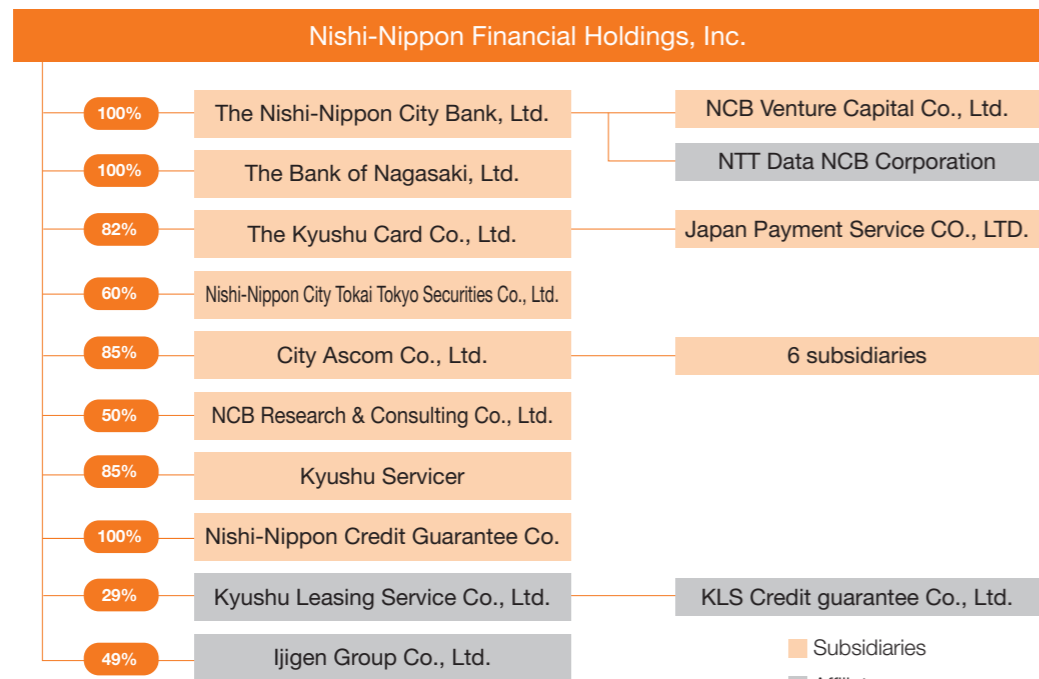 Nishi-Nippon Financial Holdings, Inc.
100%
The Nishi-Nippon City Bank, Ltd.
NCB Venture Capital Co., Ltd.
NTT Data NCB Corporation
100%
The Bank of Nagasaki, Ltd.
82%
The Kyushu Card Co., Ltd.
Japan Payment Service CO., LTD.
60%
Nishi-Nippon City Tokai Tokyo Securities Co., Ltd.
85%
City Ascom Co., Ltd.
6 subsidiaries
50%
NCB Research & Consulting Co., Ltd.
85%
Kyushu Servicer
100%
Nishi-Nippon Credit Guarantee Co.
29%
Kyushu Leasing Service Co., Ltd.
KLS Credit guarantee Co., Ltd.
49%
Ijigen Group Co., Ltd.
Subsidiaries